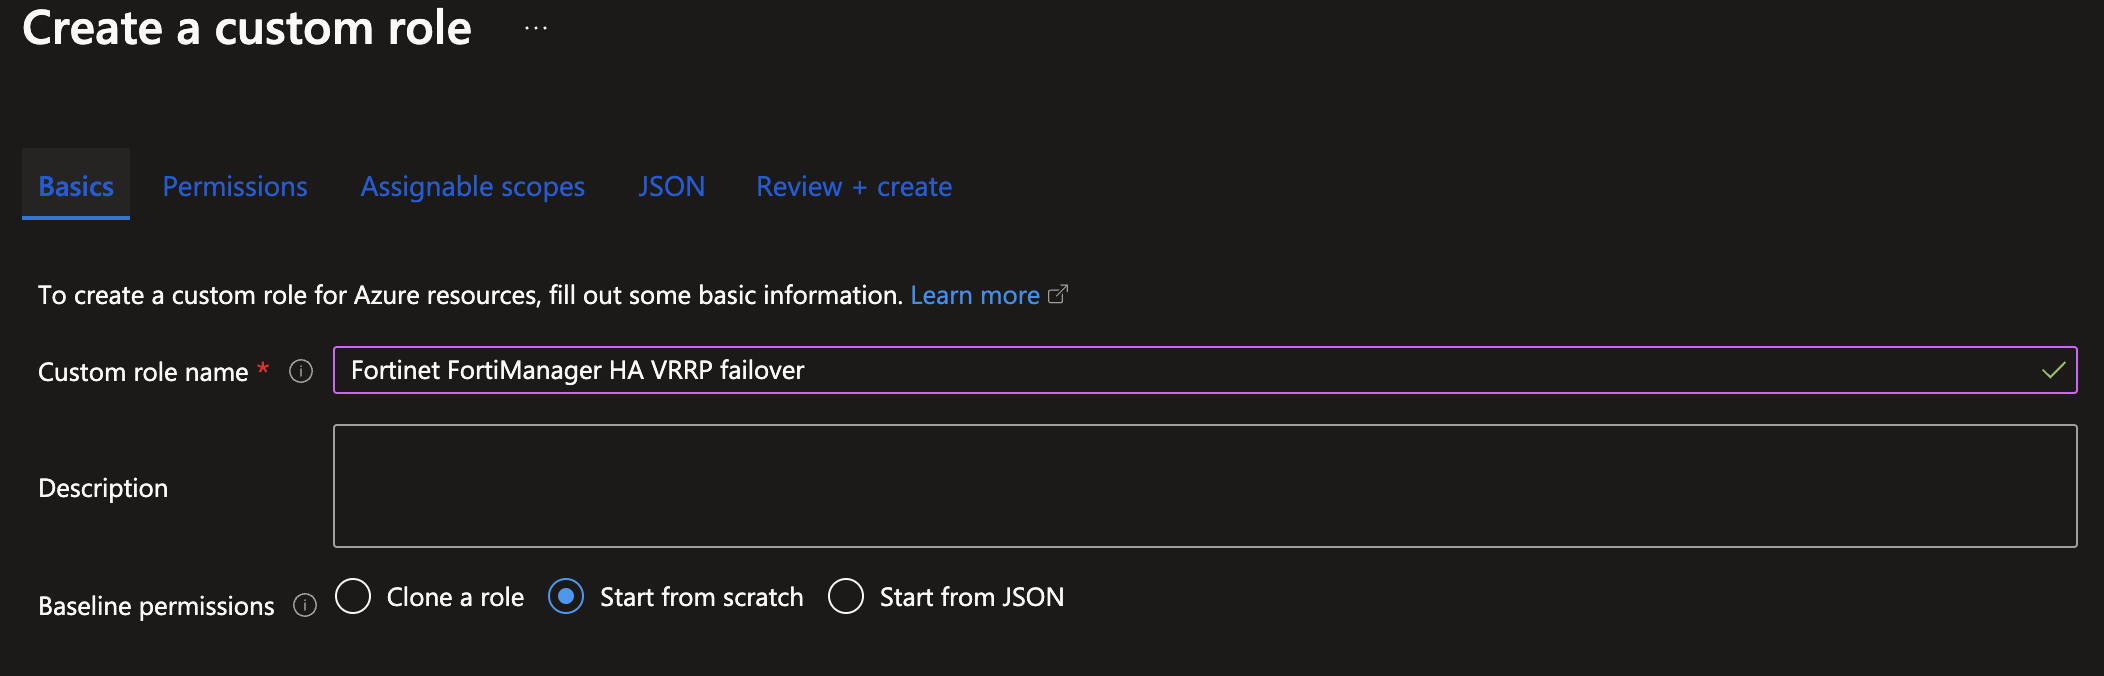 Create a custom role ...
Basics Permissions Assignable scopes JSON Review + create
To create a custom role for Azure resources, fill out some basic information. Learn more
Custom role name * Fortinet FortiManager HA VRRP failover
Description
Baseline permissions Clone a role Start from scratch Start from JSON